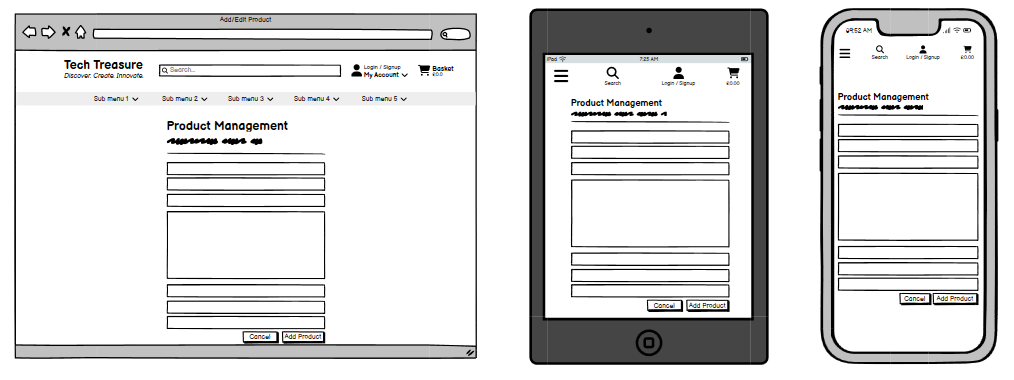 Add/Edit Product
Tech Treasure
Discover. Create. Innovate.
Search...
Login / Signup
My Account
Basket
£0.0
Sub menu 1
Sub menu 2
Sub menu 3
Sub menu 4
Sub menu 5
Product Management
Cancel
Add Product
iPad
7:25 AM
Search
Login / Signup
£0.00
Product Management
Cancel
Add Product
09:52 AM
Search
Login / Signup
£0.00
Product Management
Cancel
Add Product